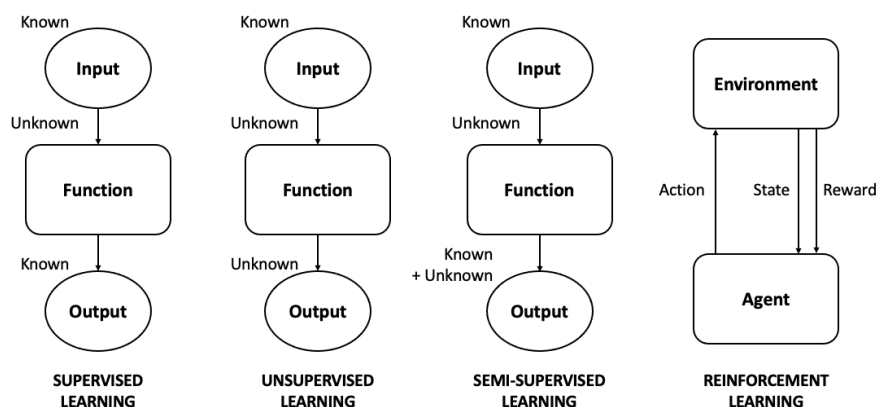 Known
Input
Unknown
Function
Known
Output
SUPERVISED
LEARNING
Known
Input
Unknown
Function
Unknown
Output
UNSUPERVISED
LEARNING
Known
Input
Unknown
Function
Known
+ Unknown
Output
SEMI-SUPERVISED
LEARNING
Environment
Action
State
Reward
Agent
REINFORCEMENT
LEARNING